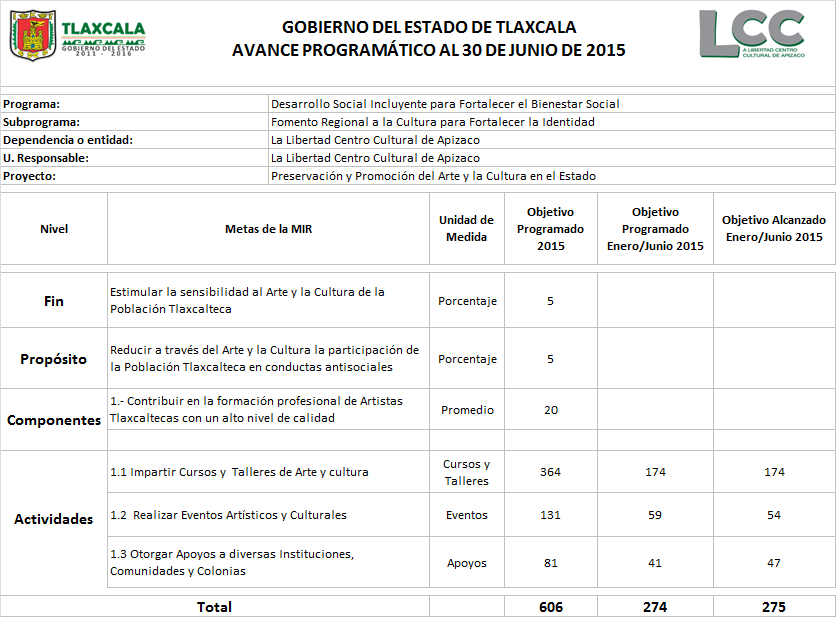 TLAXCALA
GOBIERNO DEL ESTADO
2011 - 2016
GOBIERNO DEL ESTADO DE TLAXCALA
AVANCE PROGRAMÁTICO AL 30 DE JUNIO DE 2015
LCC
LA LIBERTAD CENTRO
CULTURAL DE APIZACO
Programa: Desarrollo Social Incluyente para Fortalecer el Bienestar Social
Subprograma: Fomento Regional a la Cultura para Fortalecer la Identidad
Dependencia o entidad: La Libertad Centro Cultural de Apizaco
U. Responsable: La Libertad Centro Cultural de Apizaco
Proyecto: Preservación y Promoción del Arte y la Cultura en el Estado
Nivel
Metas de la MIR
Unidad de
Medida
Objetivo
Programado
2015
Objetivo
Programado
Enero/Junio 2015
Objetivo Alcanzado
Enero/Junio 2015
Fin
Estimular la sensibilidad al Arte y la Cultura de la
Población Tlaxcalteca
Porcentaje
5
Propósito
Reducir a través del Arte y la Cultura la participación de
la Población Tlaxcalteca en conductas antisociales
Porcentaje
5
Componentes
1.- Contribuir en la formación profesional de Artistas
Tlaxcaltecas con un alto nivel de calidad
Promedio
20
Actividades
1.1 Impartir Cursos y Talleres de Arte y cultura
Cursos y
Talleres
364
174
174
1.2 Realizar Eventos Artísticos y Culturales
Eventos
131
59
54
1.3 Otorgar Apoyos a diversas Instituciones,
Comunidades y Colonias
Apoyos
81
41
47
Total
606
274
275